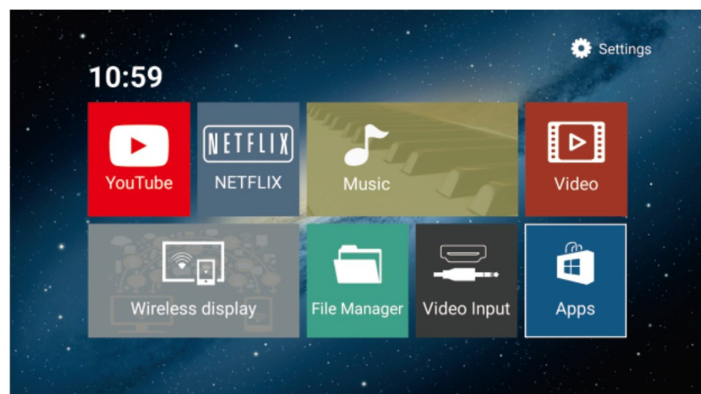 Settings
10:59
NETFLIX
YouTube
NETFLIX
Music
Video
Wireless display
File Manager
Video Input
Apps